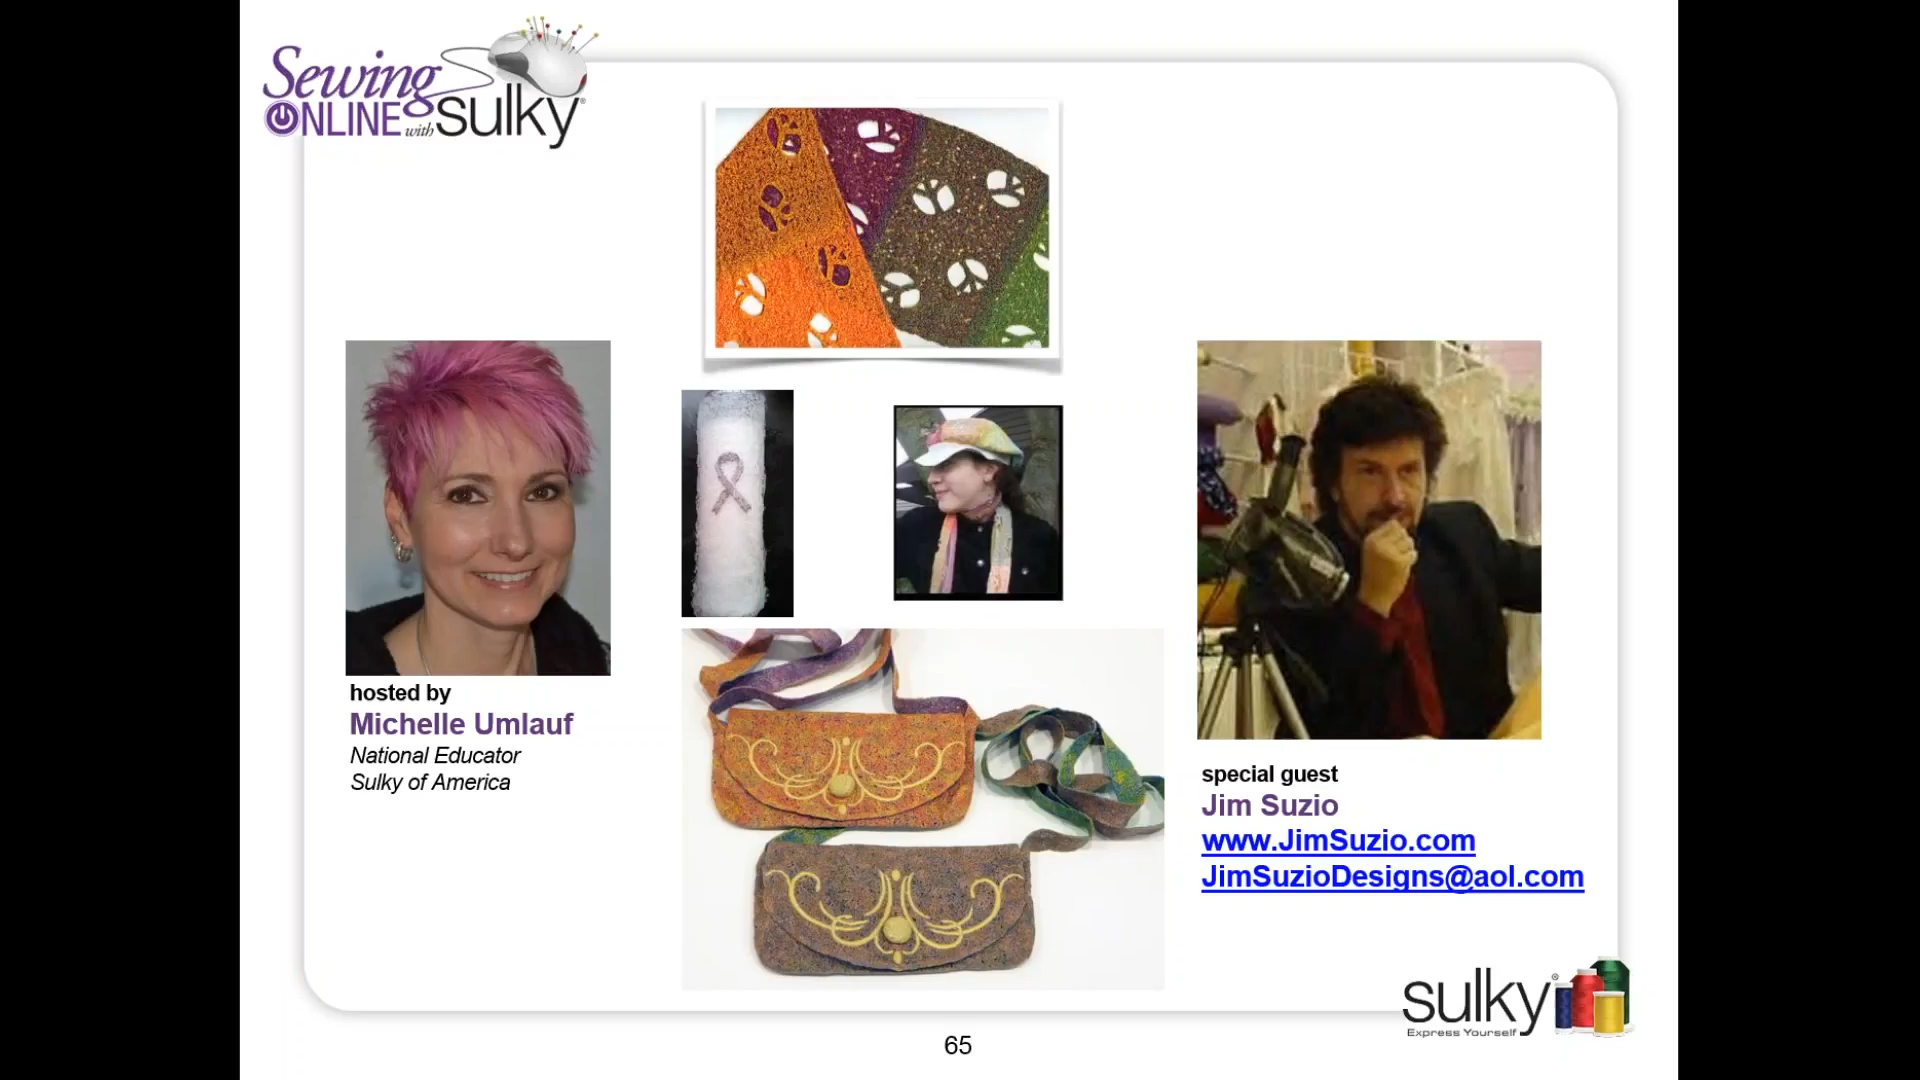 Sewing
ONLINE with sulky®
hosted by
Michelle Umlauf
National Educator
Sulky of America
special guest
Jim Suzio
www.JimSuzio.com
JimSuzioDesigns@aol.com
sulky®
Express Yourself
65